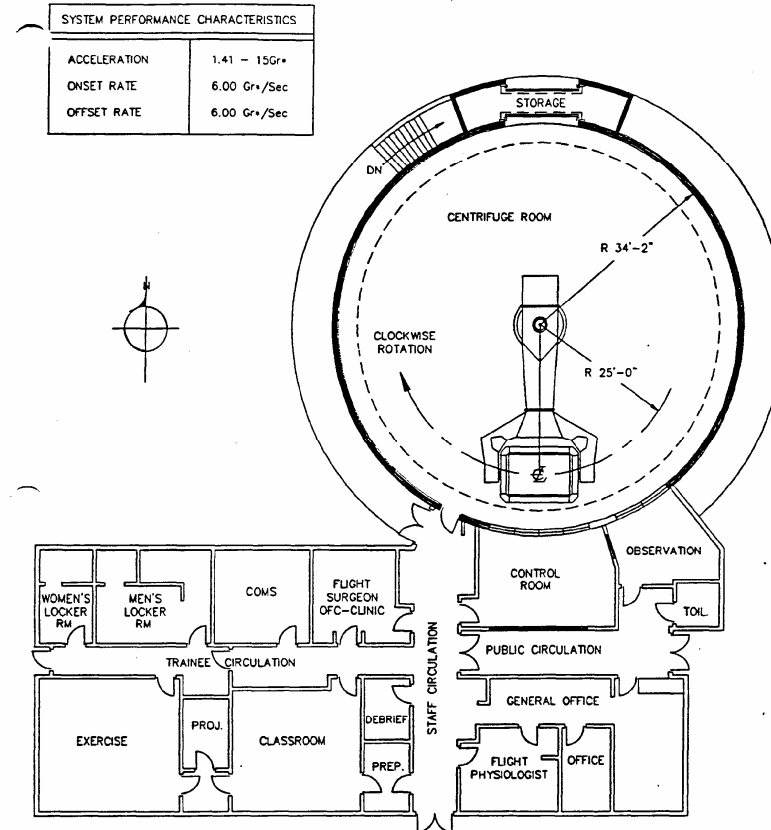 SYSTEM PERFORMANCE CHARACTERISTICS
ACCELERATION 1.41 - 15Gr•
ONSET RATE 6.00 Gr•/Sec
OFFSET RATE 6.00 Gr•/Sec
STORAGE
DN
CENTRIFUGE ROOM
R 34'-2"
N
CLOCKWISE
ROTATION
R 25'-0"
OBSERVATION
CONTROL
ROOM
COMS
FLIGHT
SURGEON
OFC-CLINIC
WOMEN'S
LOCKER
RM
MEN'S
LOCKER
RM
TOIL.
STAFF CIRCULATION
PUBLIC CIRCULATION
TRAINEE CIRCULATION
GENERAL OFFICE
DEBRIEF
PROJ.
EXERCISE
CLASSROOM
PREP.
FLIGHT
PHYSIOLOGIST
OFFICE